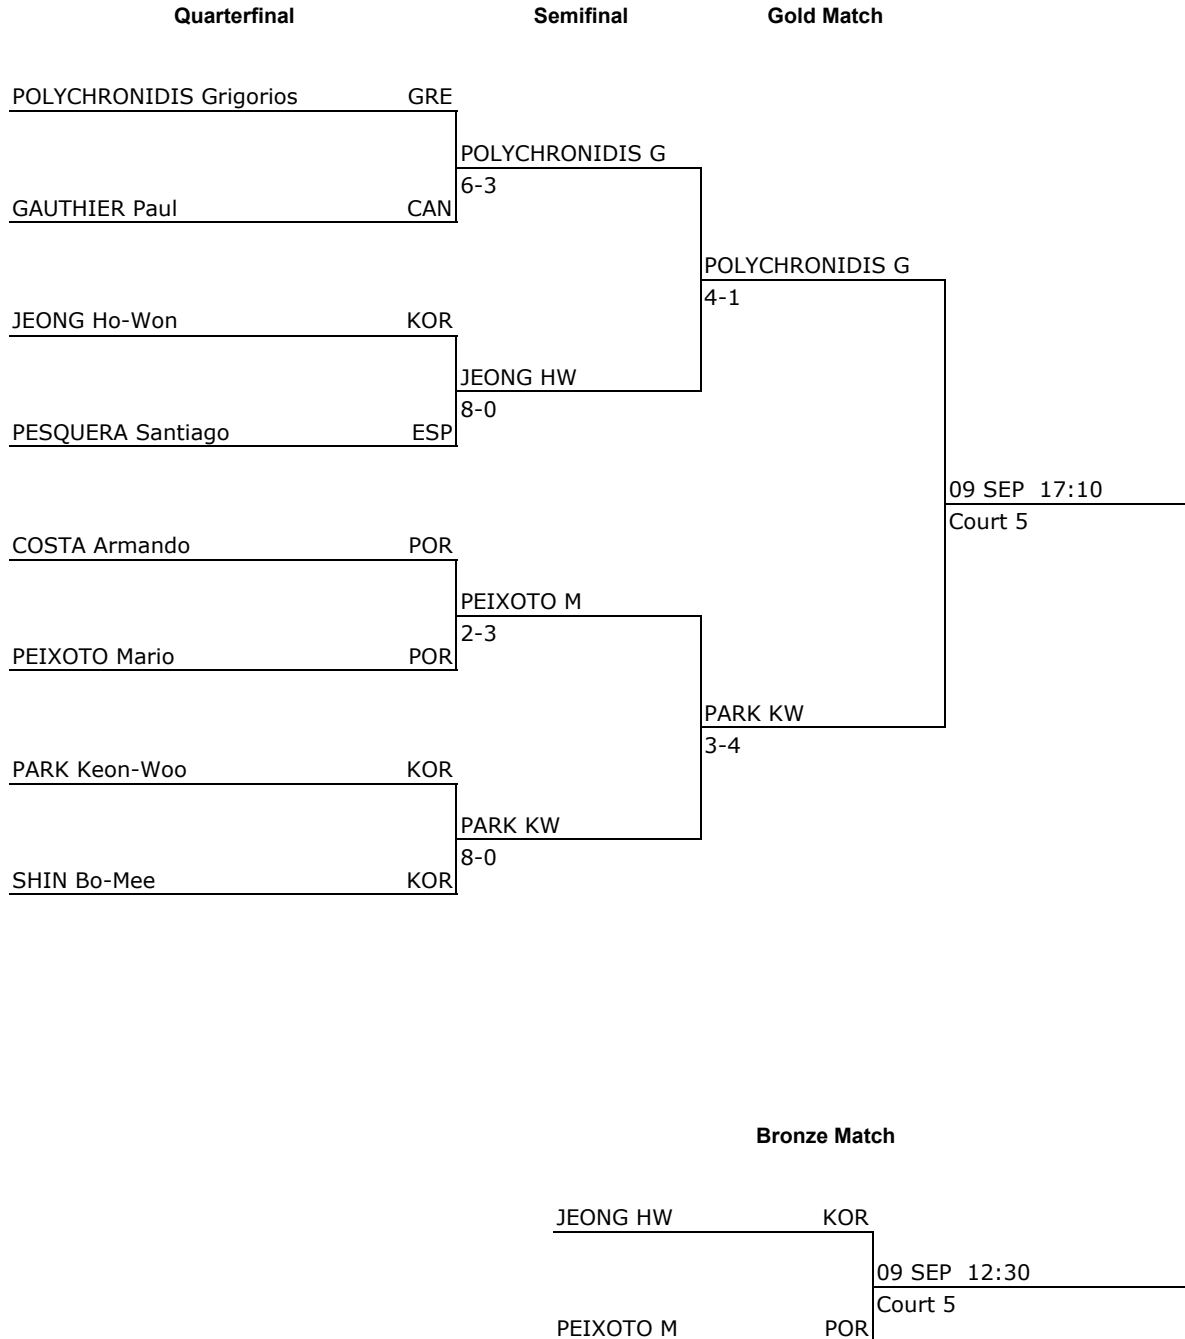 Quarterfinal Semifinal Gold Match
POLYCHRONIDIS Grigorios GRE
POLYCHRONIDIS G
6-3
GAUTHIER Paul CAN
POLYCHRONIDIS G
4-1
JEONG Ho-Won KOR
JEONG HW
8-0
PESQUERA Santiago ESP
09 SEP 17:10
Court 5
COSTA Armando POR
PEIXOTO M
2-3
PEIXOTO Mario POR
PARK KW
3-4
PARK Keon-Woo KOR
PARK KW
8-0
SHIN Bo-Mee KOR
Bronze Match
JEONG HW KOR
09 SEP 12:30
Court 5
PEIXOTO M POR